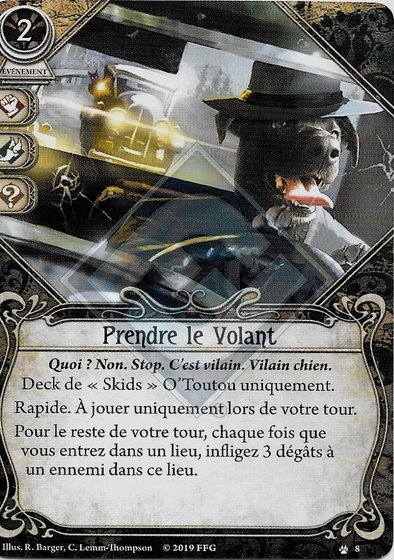 2
ÉVÉNEMENT
?
Prendre le Volant
Quoi ? Non. Stop. C'est vilain. Vilain chien.
Deck de « Skids » O'Toutou uniquement.
Rapide. À jouer uniquement lors de votre tour.
Pour le reste de votre tour, chaque fois que
vous entrez dans un lieu, infligez 3 dégâts à
un ennemi dans ce lieu.
Illus. R. Barger, C. Lemm-Thompson © 2019 FFG 8